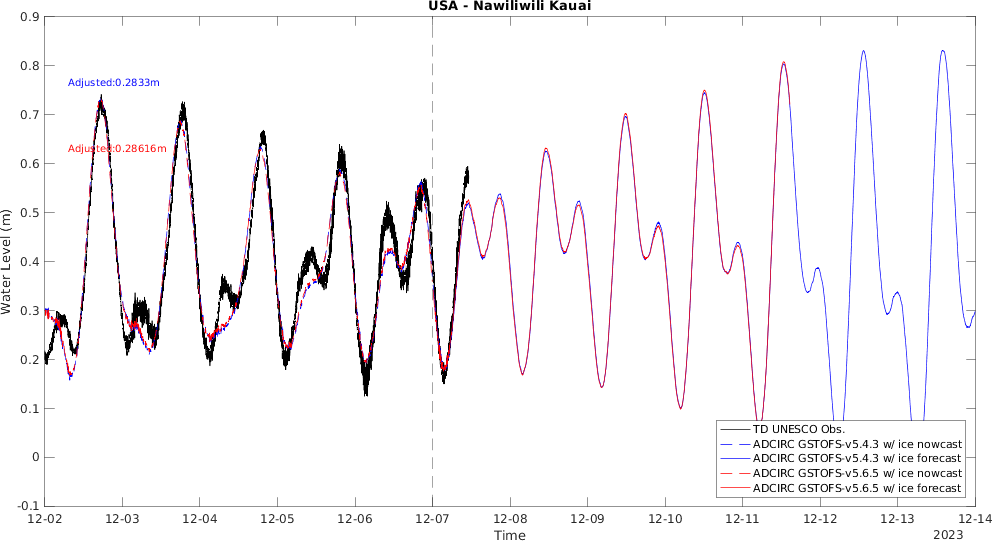 USA - Nawiliwili Kauai
0.9
0.8
0.7
0.6
0.5
0.4
0.3
0.2
0.1
0
-0.1
Water Level (m)
Adjusted:0.2833m
Adjusted:0.28616m
TD UNESCO Obs.
ADCIRC GSTOFS-v5.4.3 w/ ice nowcast
ADCIRC GSTOFS-v5.4.3 w/ ice forecast
ADCIRC GSTOFS-v5.6.5 w/ ice nowcast
ADCIRC GSTOFS-v5.6.5 w/ ice forecast
12-02 12-03 12-04 12-05 12-06 12-07 12-08 12-09 12-10 12-11 12-12 12-13 12-14
Time
2023